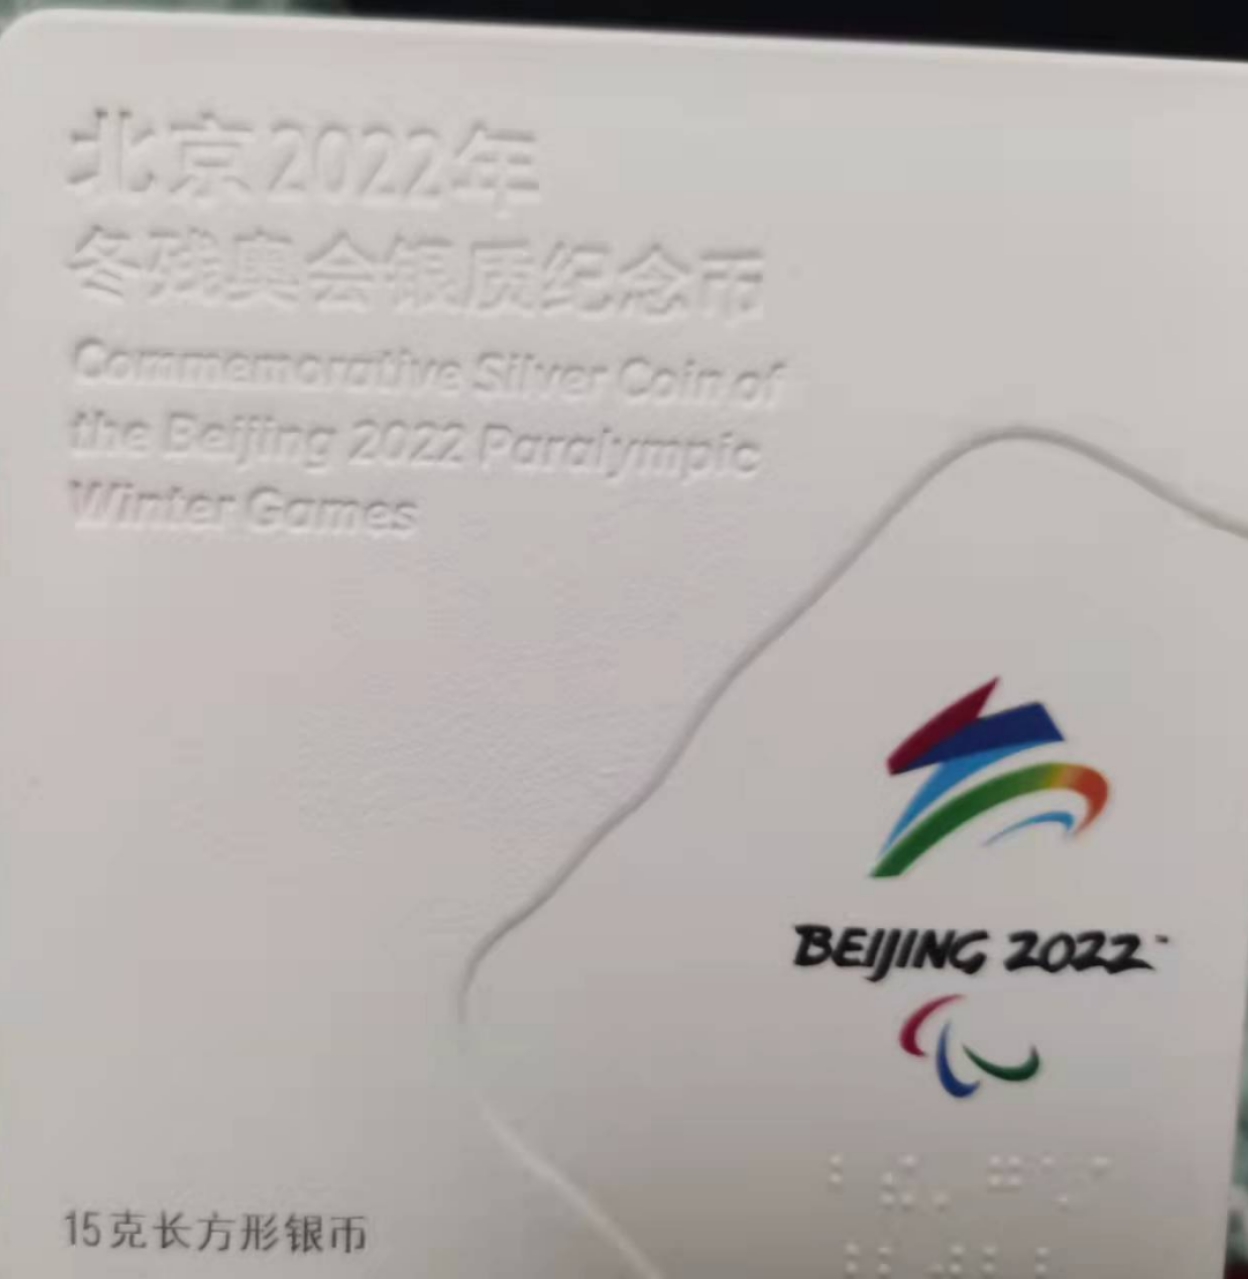 北京2022年
冬残奥会银质纪念币
Commemorative Silver Coin of
the Beijing 2022 Paralympic
Winter Games
BEIJING 2022™
15克长方形银币